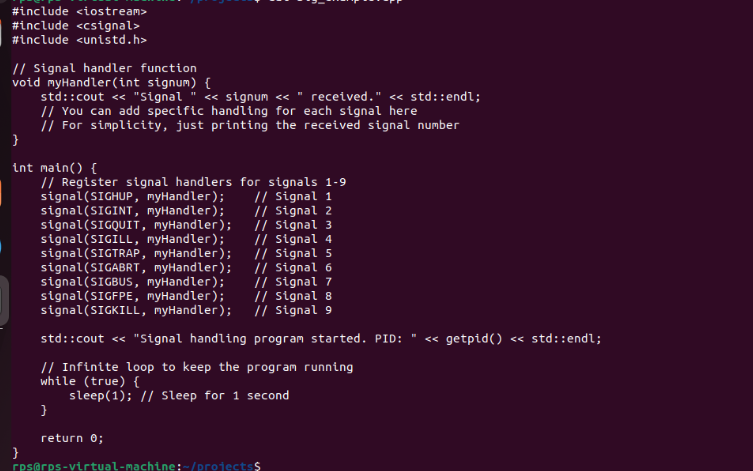 #include <iostream>
#include <csignal>
#include <unistd.h>

// Signal handler function
void myHandler(int signum) {
    std::cout << "Signal " << signum << " received." << std::endl;
    // You can add specific handling for each signal here
    // For simplicity, just printing the received signal number
}

int main() {
    // Register signal handlers for signals 1-9
    signal(SIGHUP, myHandler);    // Signal 1
    signal(SIGINT, myHandler);    // Signal 2
    signal(SIGQUIT, myHandler);   // Signal 3
    signal(SIGILL, myHandler);    // Signal 4
    signal(SIGTRAP, myHandler);   // Signal 5
    signal(SIGABRT, myHandler);   // Signal 6
    signal(SIGBUS, myHandler);    // Signal 7
    signal(SIGFPE, myHandler);    // Signal 8
    signal(SIGKILL, myHandler);   // Signal 9

    std::cout << "Signal handling program started. PID: " << getpid() << std::endl;

    // Infinite loop to keep the program running
    while (true) {
        sleep(1); // Sleep for 1 second
    }

    return 0;
}
rps@rps-virtual-machine:~/projects$